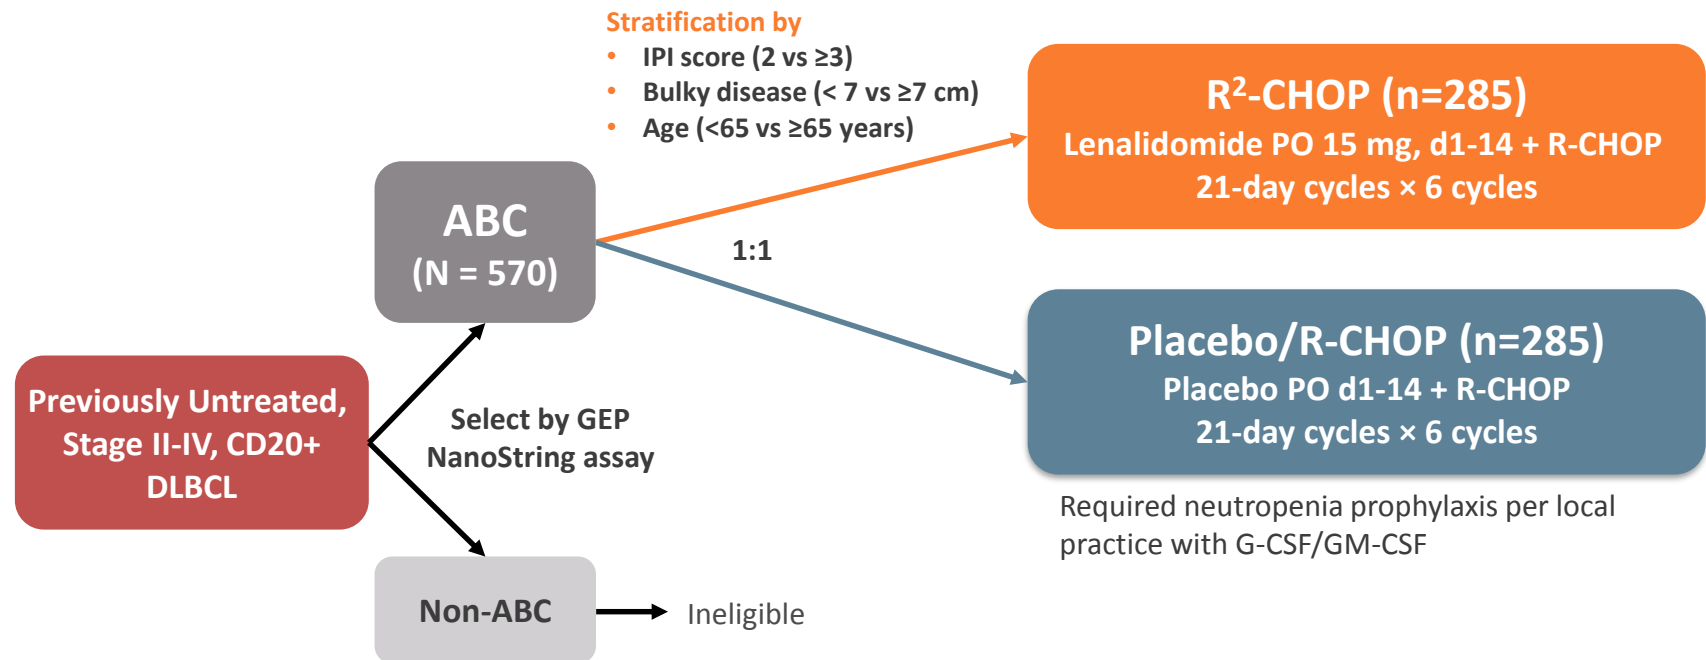 Stratification by
• IPI score (2 vs ≥3)
• Bulky disease (< 7 vs ≥7 cm)
• Age (<65 vs ≥65 years)
R²-CHOP (n=285)
Lenalidomide PO 15 mg, d1-14 + R-CHOP
21-day cycles × 6 cycles
ABC
(N = 570)
1:1
Placebo/R-CHOP (n=285)
Placebo PO d1-14 + R-CHOP
21-day cycles × 6 cycles
Previously Untreated,
Stage II-IV, CD20+
DLBCL
Select by GEP
NanoString assay
Required neutropenia prophylaxis per local
practice with G-CSF/GM-CSF
Non-ABC
Ineligible